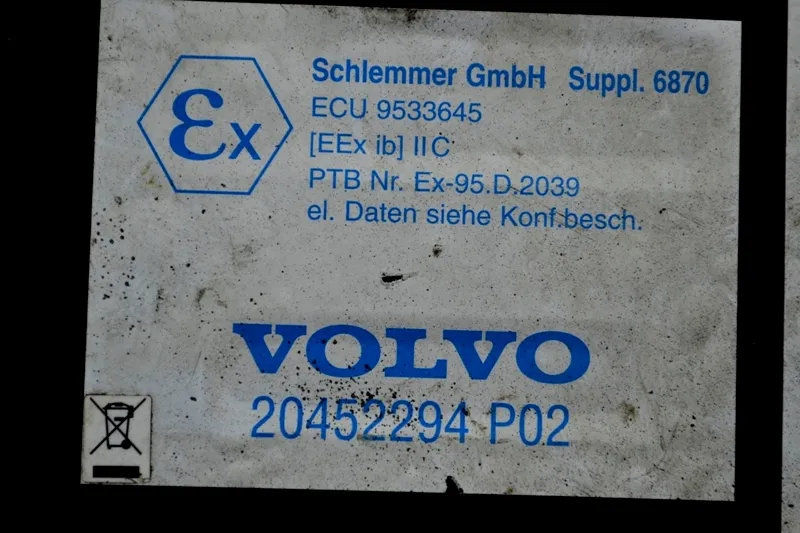 Ex
Schlemmer GmbH Suppl. 6870
ECU 9533645
[EEx ib] IIC
PTB Nr. Ex-95.D.2039
el. Daten siehe Konf.besch.
VOLVO
20452294 P02